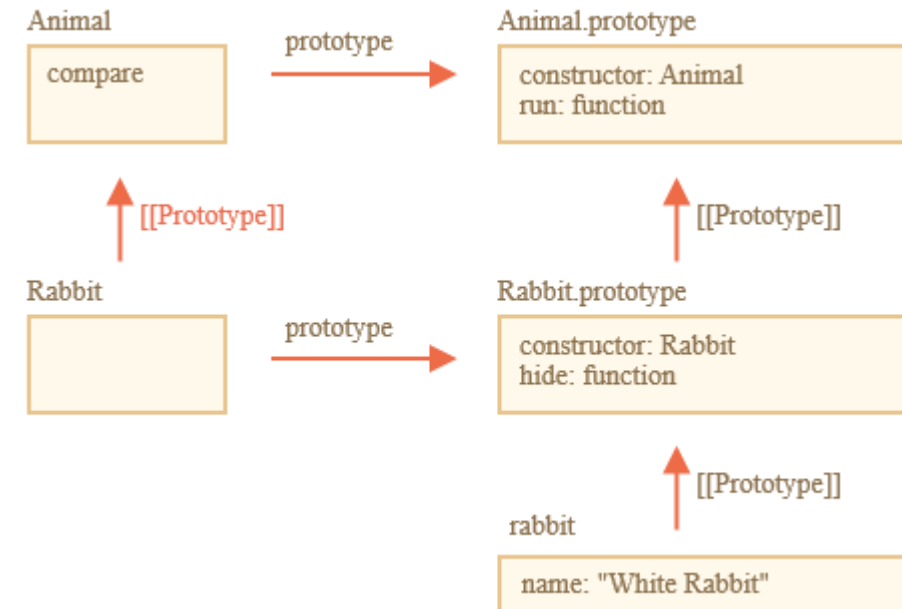 Animal
prototype
Animal.prototype
compare
constructor: Animal
run: function
[[Prototype]]
[[Prototype]]
Rabbit
prototype
Rabbit.prototype
constructor: Rabbit
hide: function
[[Prototype]]
rabbit
name: "White Rabbit"